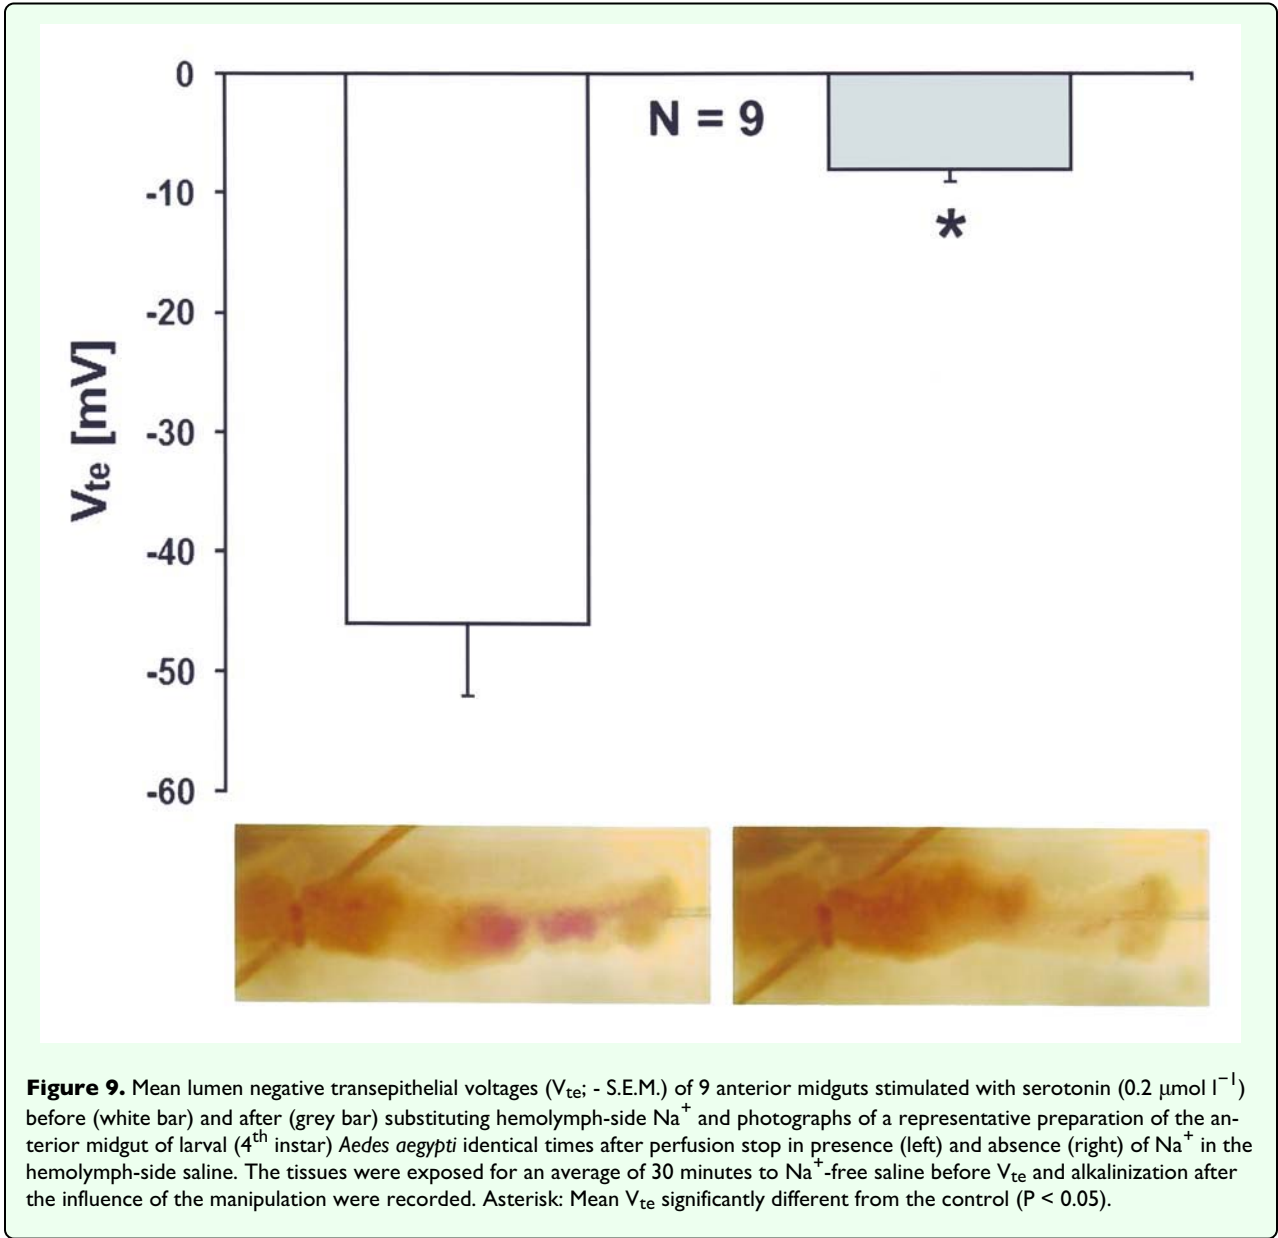 0
N = 9
-10
*
-20
-30
-40
-50
-60
Vte [mV]
Figure 9. Mean lumen negative transepithelial voltages (Vte; - S.E.M.) of 9 anterior midguts stimulated with serotonin (0.2 μmol l−1)
before (white bar) and after (grey bar) substituting hemolymph-side Na+ and photographs of a representative preparation of the an-
terior midgut of larval (4th instar) Aedes aegypti identical times after perfusion stop in presence (left) and absence (right) of Na+ in the
hemolymph-side saline. The tissues were exposed for an average of 30 minutes to Na+-free saline before Vte and alkalinization after
the influence of the manipulation were recorded. Asterisk: Mean Vte significantly different from the control (P < 0.05).